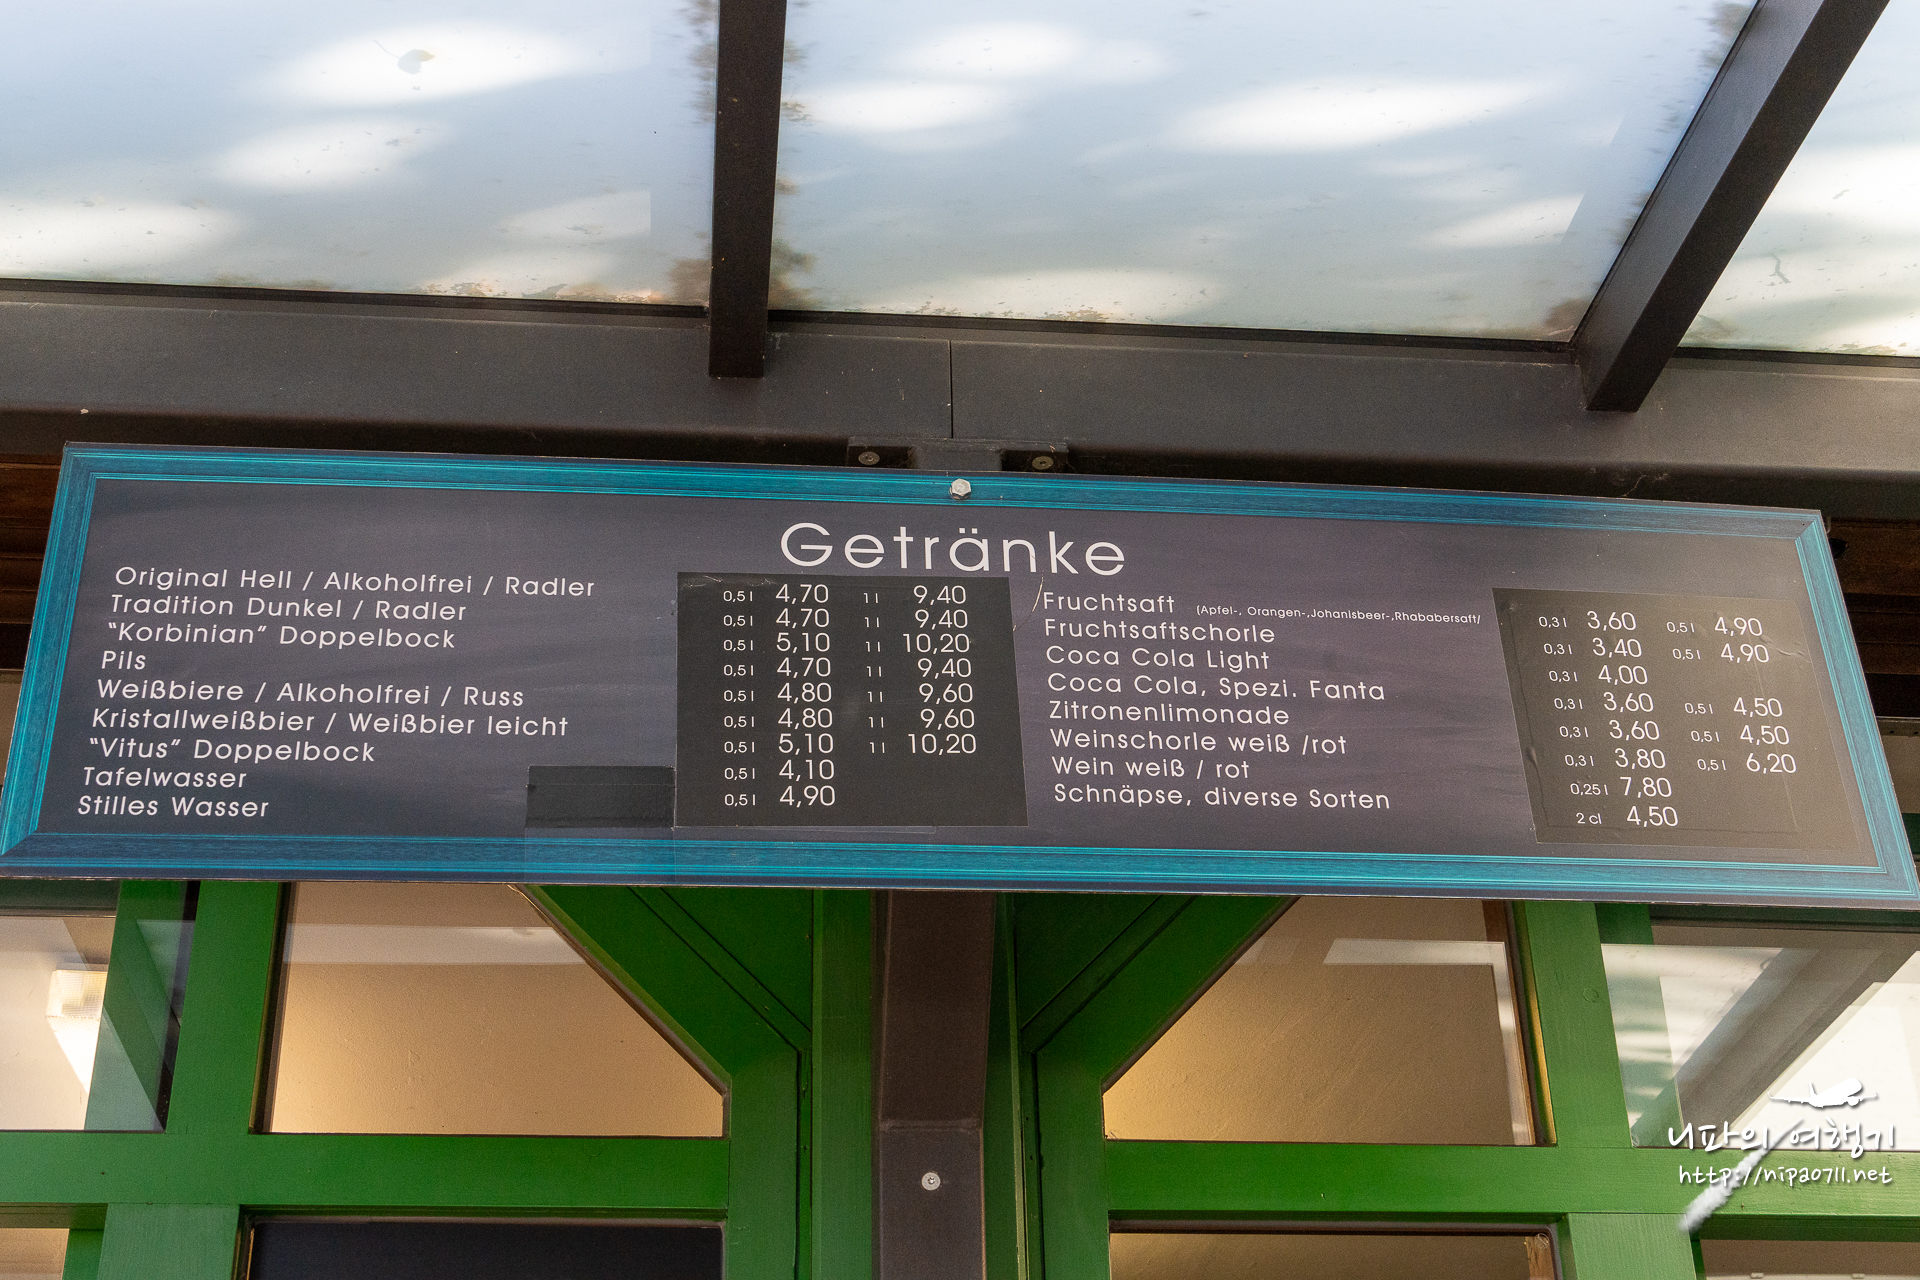 Getränke
Original Hell / Alkoholfrei / Radler 0,5 l 4,70 1 l 9,40
Tradition Dunkel / Radler 0,5 l 4,70 1 l 9,40
"Korbinian" Doppelbock 0,5 l 5,10 1 l 10,20
Pils 0,5 l 4,70 1 l 9,40
Weißbiere / Alkoholfrei / Russ 0,5 l 4,80 1 l 9,60
Kristallweißbier / Weißbier leicht 0,5 l 4,80 1 l 9,60
"Vitus" Doppelbock 0,5 l 5,10 1 l 10,20
Tafelwasser 0,5 l 4,10
Stilles Wasser 0,5 l 4,90
Fruchtsaft (Apfel-, Orangen-,Johanisbeer-,Rhababersaft/ 0,3 l 3,60 0,5 l 4,90
Fruchtsaftschorle 0,3 l 3,40 0,5 l 4,90
Coca Cola Light 0,3 l 4,00
Coca Cola, Spezi. Fanta 0,3 l 3,60 0,5 l 4,50
Zitronenlimonade 0,3 l 3,60 0,5 l 4,50
Weinschorle weiß /rot 0,3 l 3,80 0,5 l 6,20
Wein weiß / rot 0,25 l 7,80
Schnäpse, diverse Sorten 2 cl 4,50
니파의 여행기
http://nipa0711.net